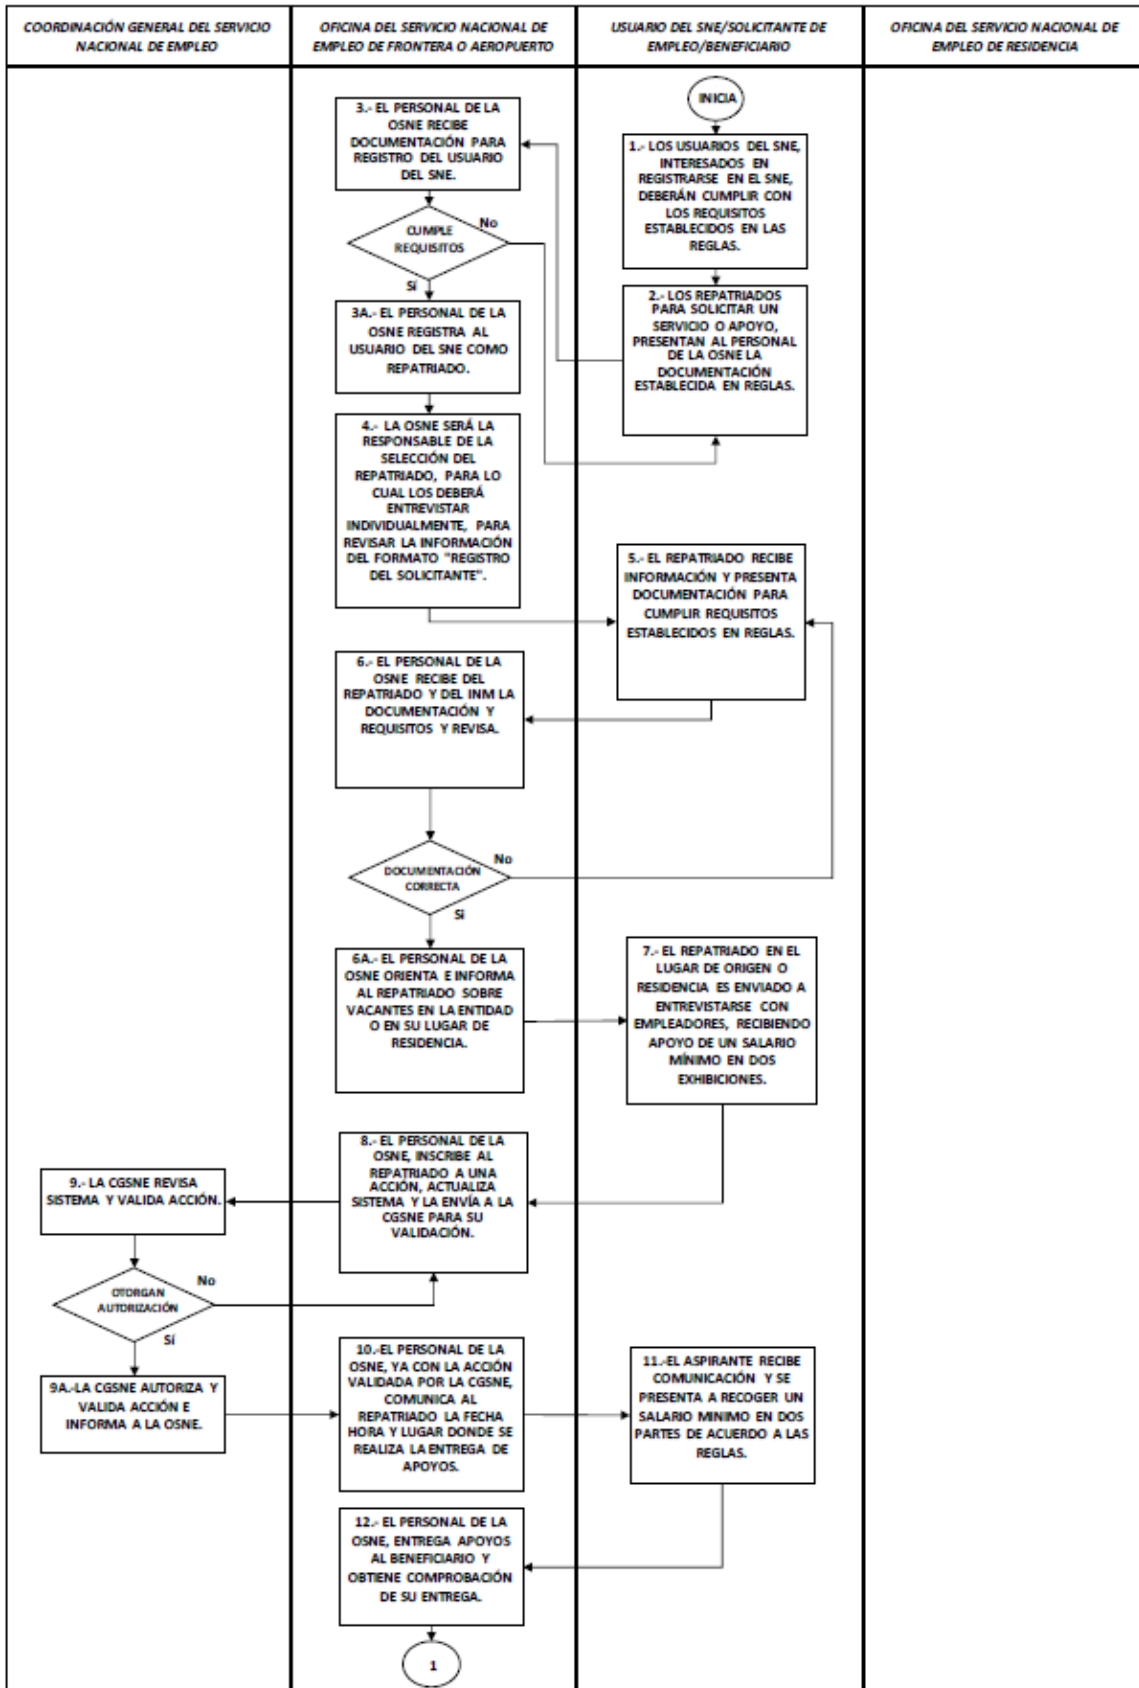 COORDINACIÓN GENERAL DEL SERVICIO
NACIONAL DE EMPLEO
OFICINA DEL SERVICIO NACIONAL DE
EMPLEO DE FRONTERA O AEROPUERTO
USUARIO DEL SNE/SOLICITANTE DE
EMPLEO/BENEFICIARIO
OFICINA DEL SERVICIO NACIONAL DE
EMPLEO DE RESIDENCIA
INICIA
1.- LOS USUARIOS DEL SNE,
INTERESADOS EN
REGISTRARSE EN EL SNE,
DEBERÁN CUMPLIR CON
LOS REQUISITOS
ESTABLECIDOS EN LAS
REGLAS.
2.- LOS REPATRIADOS
PARA SOLICITAR UN
SERVICIO O APOYO,
PRESENTAN AL PERSONAL
DE LA OSNE LA
DOCUMENTACIÓN
ESTABLECIDA EN REGLAS.
3.- EL PERSONAL DE LA
OSNE RECIBE
DOCUMENTACIÓN PARA
REGISTRO DEL USUARIO
DEL SNE.
CUMPLE
REQUISITOS
No
Sí
3A.- EL PERSONAL DE LA
OSNE REGISTRA AL
USUARIO DEL SNE COMO
REPATRIADO.
4.- LA OSNE SERÁ LA
RESPONSABLE DE LA
SELECCIÓN DEL
REPATRIADO, PARA LO
CUAL LOS DEBERÁ
ENTREVISTAR
INDIVIDUALMENTE, PARA
REVISAR LA INFORMACIÓN
DEL FORMATO "REGISTRO
DEL SOLICITANTE".
5.- EL REPATRIADO RECIBE
INFORMACIÓN Y PRESENTA
DOCUMENTACIÓN PARA
CUMPLIR REQUISITOS
ESTABLECIDOS EN REGLAS.
6.- EL PERSONAL DE LA
OSNE RECIBE DEL
REPATRIADO Y DEL INM LA
DOCUMENTACIÓN Y
REQUISITOS Y REVISA.
DOCUMENTACIÓN
CORRECTA
No
Si
6A.- EL PERSONAL DE LA
OSNE ORIENTA E INFORMA
AL REPATRIADO SOBRE
VACANTES EN LA ENTIDAD
O EN SU LUGAR DE
RESIDENCIA.
7.- EL REPATRIADO EN EL
LUGAR DE ORIGEN O
RESIDENCIA ES ENVIADO A
ENTREVISTARSE CON
EMPLEADORES, RECIBIENDO
APOYO DE UN SALARIO
MÍNIMO EN DOS
EXHIBICIONES.
8.- EL PERSONAL DE LA
OSNE, INSCRIBE AL
REPATRIADO A UNA
ACCIÓN, ACTUALIZA
SISTEMA Y LA ENVÍA A LA
CGSNE PARA SU
VALIDACIÓN.
9.- LA CGSNE REVISA
SISTEMA Y VALIDA ACCIÓN.
OTORGAN
AUTORIZACIÓN
No
Sí
9A.-LA CGSNE AUTORIZA Y
VALIDA ACCIÓN E
INFORMA A LA OSNE.
10.-EL PERSONAL DE LA
OSNE, YA CON LA ACCIÓN
VALIDADA POR LA CGSNE,
COMUNICA AL
REPATRIADO LA FECHA
HORA Y LUGAR DONDE SE
REALIZA LA ENTREGA DE
APOYOS.
11.-EL ASPIRANTE RECIBE
COMUNICACIÓN Y SE
PRESENTA A RECOGER UN
SALARIO MINIMO EN DOS
PARTES DE ACUERDO A LAS
REGLAS.
12.- EL PERSONAL DE LA
OSNE, ENTREGA APOYOS
AL BENEFICIARIO Y
OBTIENE COMPROBACIÓN
DE SU ENTREGA.
1